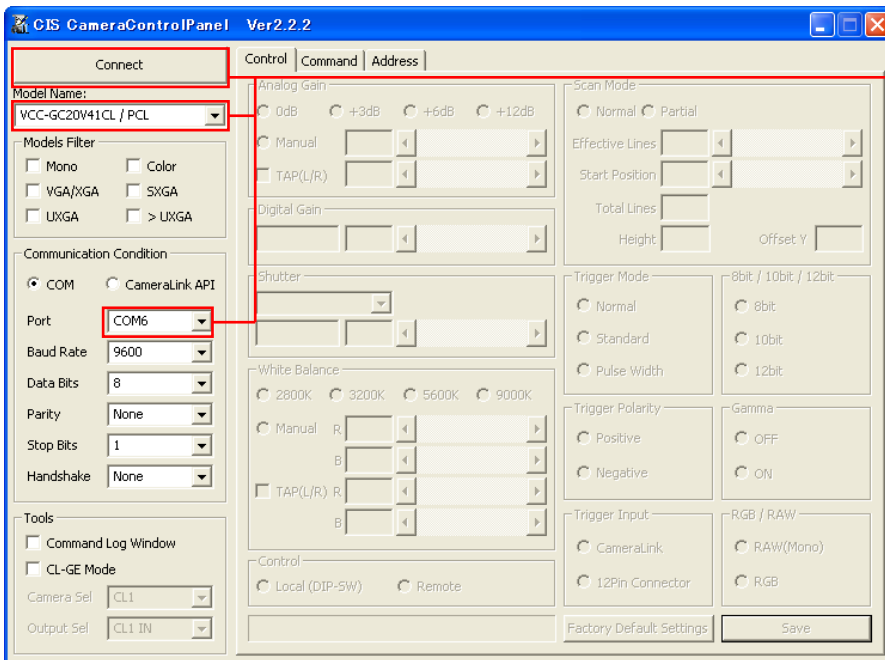 CIS CameraControlPanel Ver2.2.2
Connect
Model Name:
VCC-GC20V41CL / PCL
Models Filter
Mono Color
VGA/XGA SXGA
UXGA > UXGA
Communication Condition
COM CameraLink API
Port COM6
Baud Rate 9600
Data Bits 8
Parity None
Stop Bits 1
Handshake None
Tools
Command Log Window
CL-GE Mode
Camera Sel CL1
Output Sel CL1 IN
Control Command Address
Analog Gain
0dB +3dB +6dB +12dB
Manual
TAP(L/R)
Digital Gain
Shutter
White Balance
2800K 3200K 5600K 9000K
Manual R
B
TAP(L/R) R
B
Control
Local (DIP-SW) Remote
Scan Mode
Normal Partial
Effective Lines
Start Position
Total Lines
Height Offset Y
Trigger Mode
Normal
Standard
Pulse Width
8bit / 10bit / 12bit
8bit
10bit
12bit
Trigger Polarity
Positive
Negative
Gamma
OFF
ON
Trigger Input
CameraLink
12Pin Connector
RGB / RAW
RAW(Mono)
RGB
Factory Default Settings Save